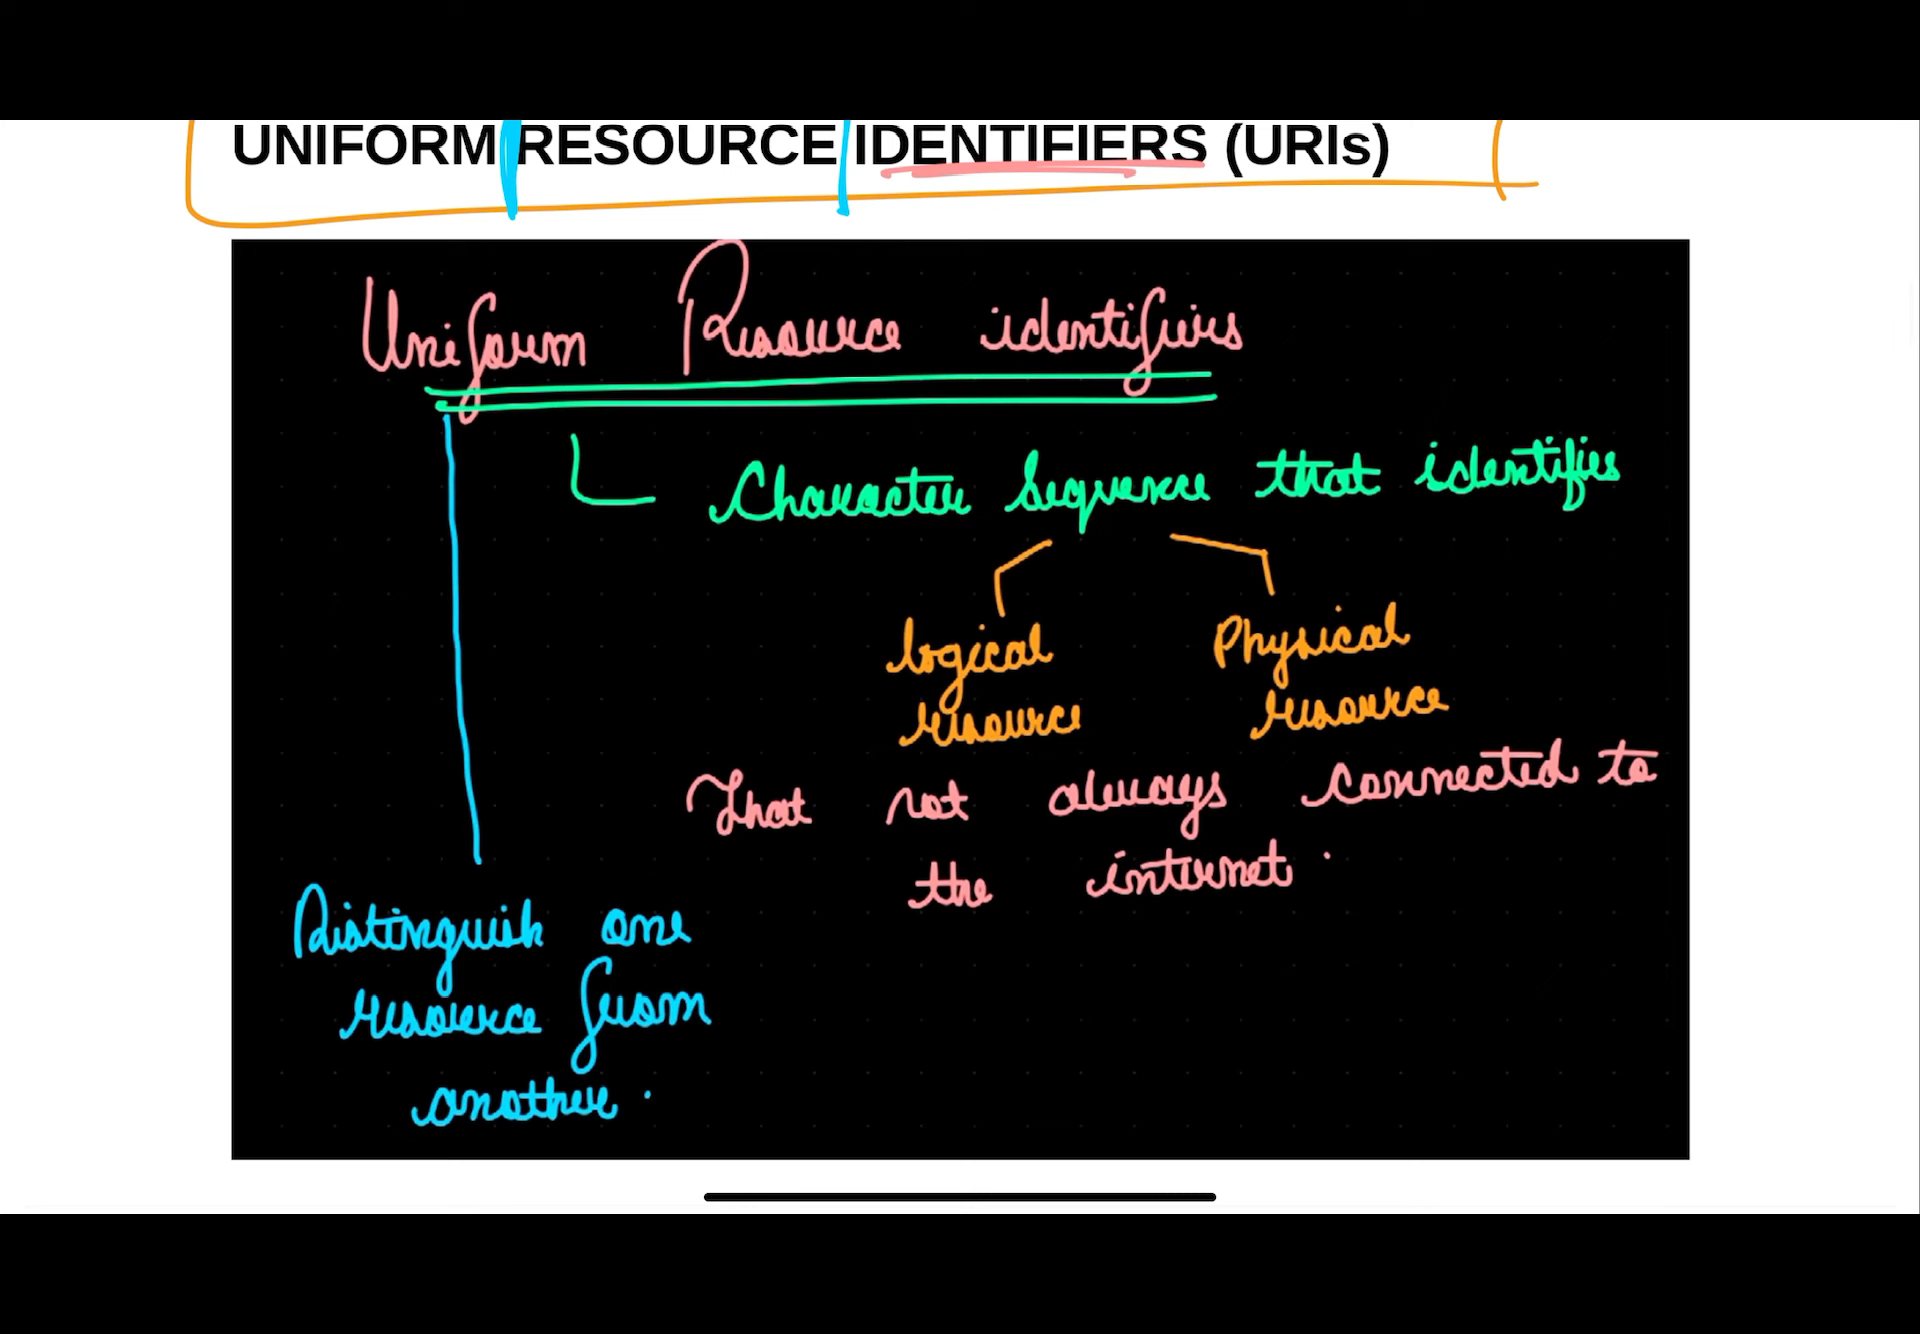 UNIFORM RESOURCE IDENTIFIERS (URIs)
Uniform Resource identifiers
Character Sequence that identifies
logical Physical
resource resource
That not always connected to
the internet.
Distinguish one
resource from
another.